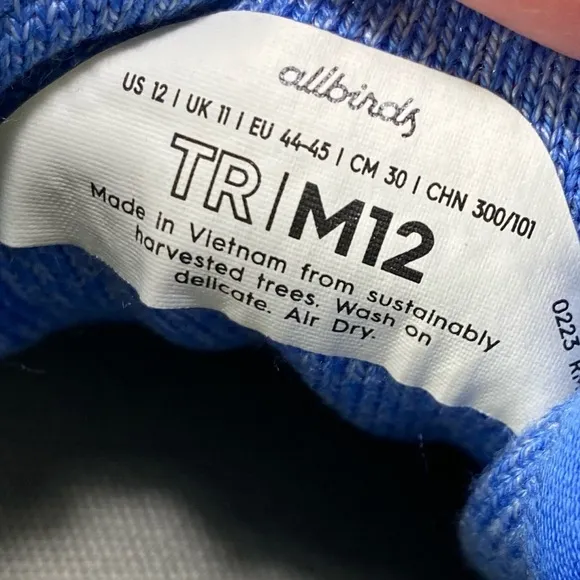 allbirds
US 12 | UK 11 | EU 44-45 | CM 30 | CHN 300/101
TR | M12
Made in Vietnam from sustainably
harvested trees. Wash on
delicate. Air Dry.
0223